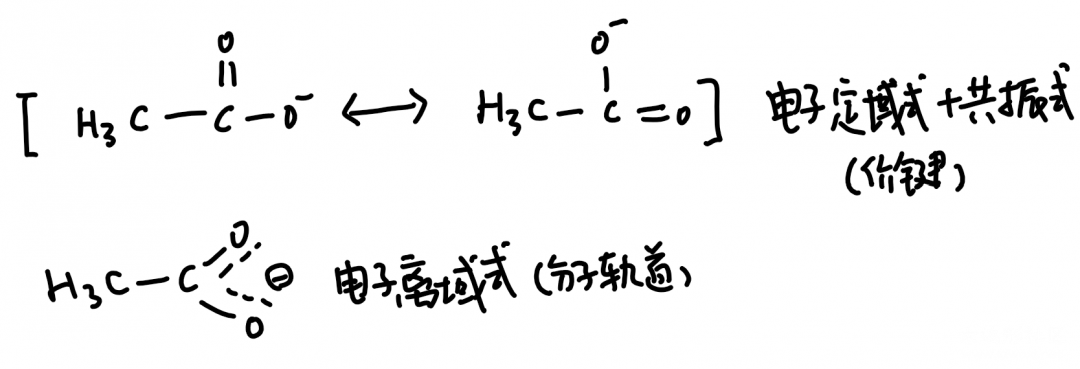 O O⁻
[ H₃C — C — O⁻ ⟷ H₃C — C = O ] 电子定域式 + 共振式
(价键)
O
H₃C — C ⊖ 电子离域式 (分子轨道)
O